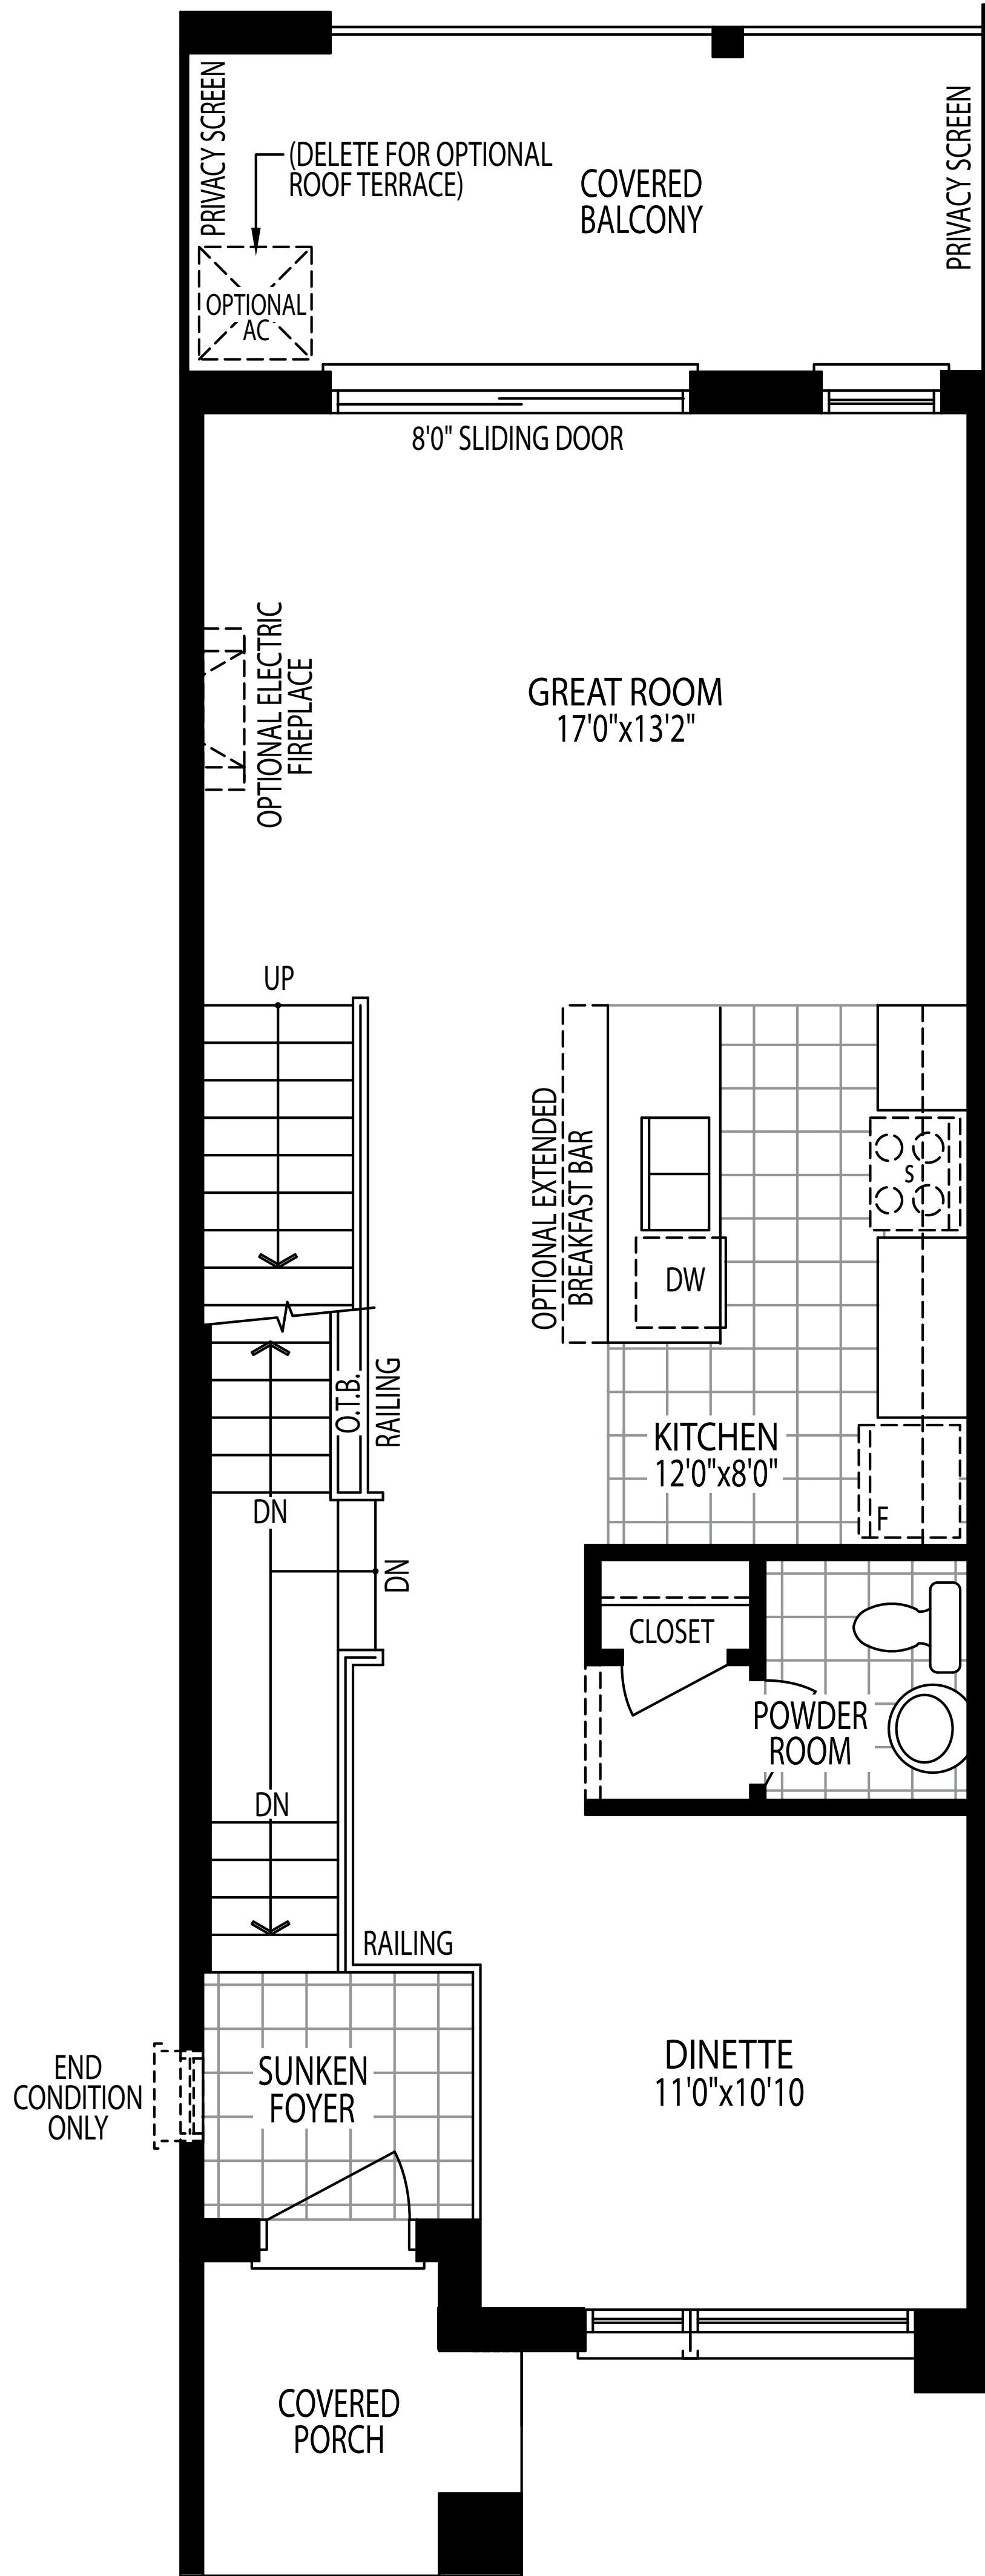 PRIVACY SCREEN
(DELETE FOR OPTIONAL
ROOF TERRACE)
COVERED
BALCONY
PRIVACY SCREEN
OPTIONAL
AC
8'0" SLIDING DOOR
OPTIONAL ELECTRIC
FIREPLACE
GREAT ROOM
17'0"x13'2"
UP
OPTIONAL EXTENDED
BREAKFAST BAR
S
DW
O.T.B.
RAILING
KITCHEN
12'0"x8'0"
F
DN
DN
CLOSET
POWDER
ROOM
DN
RAILING
END
CONDITION
ONLY
SUNKEN
FOYER
DINETTE
11'0"x10'10
COVERED
PORCH